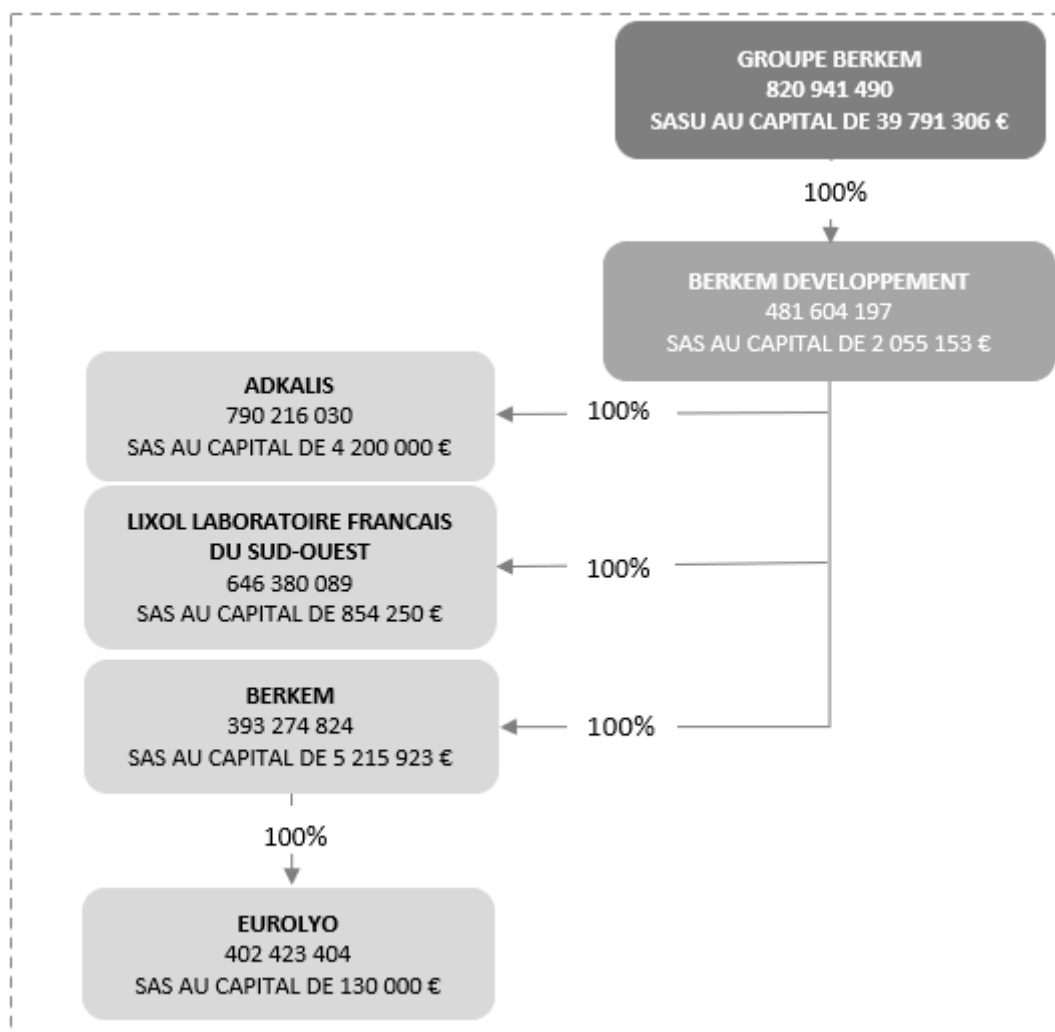 GROUPE BERKEM
820 941 490
SASU AU CAPITAL DE 39 791 306 €
100%
BERKEM DEVELOPPEMENT
481 604 197
SAS AU CAPITAL DE 2 055 153 €
ADKALIS
790 216 030
SAS AU CAPITAL DE 4 200 000 €
100%
LIXOL LABORATOIRE FRANCAIS
DU SUD-OUEST
646 380 089
SAS AU CAPITAL DE 854 250 €
100%
BERKEM
393 274 824
SAS AU CAPITAL DE 5 215 923 €
100%
100%
EUROLYO
402 423 404
SAS AU CAPITAL DE 130 000 €